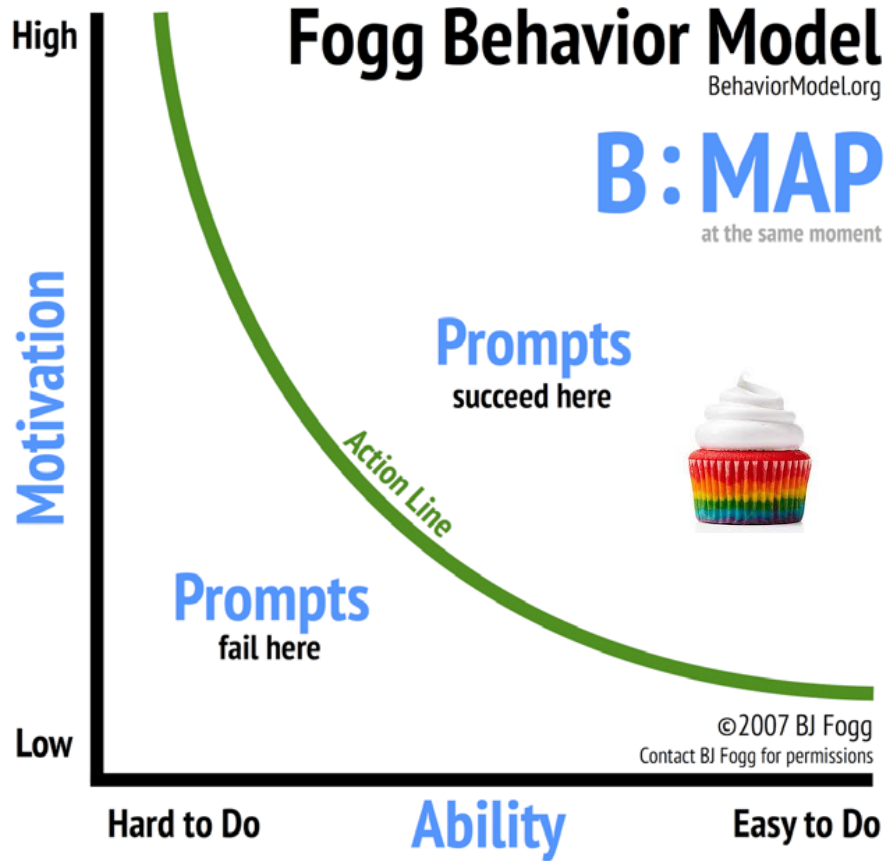 High
Fogg Behavior Model
BehaviorModel.org
B:MAP
at the same moment
Motivation
Prompts
succeed here
Action Line
Prompts
fail here
Low
©2007 BJ Fogg
Contact BJ Fogg for permissions
Hard to Do
Ability
Easy to Do